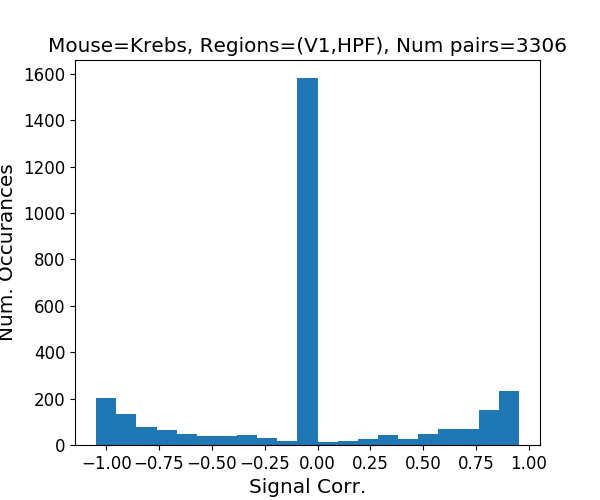 Mouse=Krebs, Regions=(V1,HPF), Num pairs=3306
1600
1400
1200
1000
800
600
400
200
0
Num. Occurances
−1.00 −0.75 −0.50 −0.25 0.00 0.25 0.50 0.75 1.00
Signal Corr.